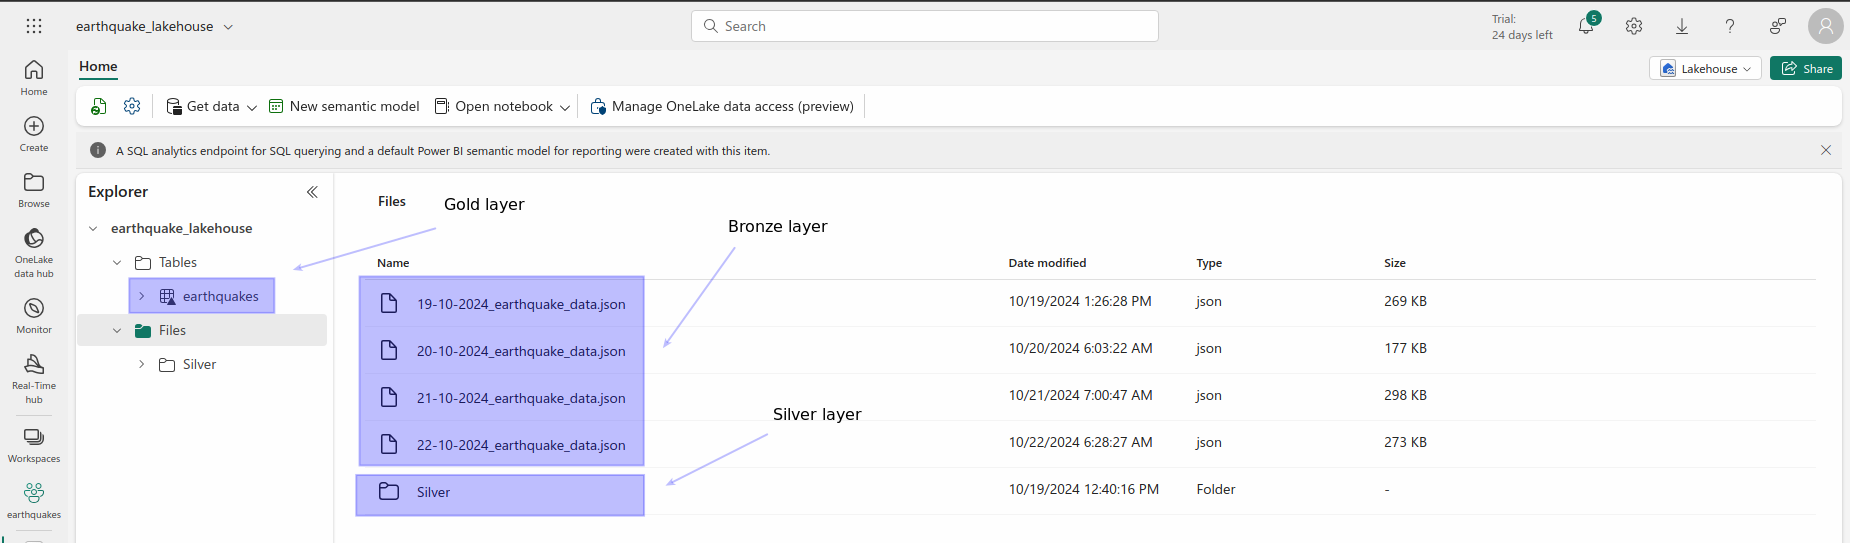 earthquake_lakehouse
Search
Trial:
24 days left
5
Home
Lakehouse
Share
Get data
New semantic model
Open notebook
Manage OneLake data access (preview)
A SQL analytics endpoint for SQL querying and a default Power BI semantic model for reporting were created with this item.
Home
Create
Browse
OneLake
data hub
Monitor
Real-Time
hub
Workspaces
earthquakes
Explorer
earthquake_lakehouse
Tables
earthquakes
Files
Silver
Files
Gold layer
Bronze layer
Silver layer
Name Date modified Type Size
19-10-2024_earthquake_data.json 10/19/2024 1:26:28 PM json 269 KB
20-10-2024_earthquake_data.json 10/20/2024 6:03:22 AM json 177 KB
21-10-2024_earthquake_data.json 10/21/2024 7:00:47 AM json 298 KB
22-10-2024_earthquake_data.json 10/22/2024 6:28:27 AM json 273 KB
Silver 10/19/2024 12:40:16 PM Folder -